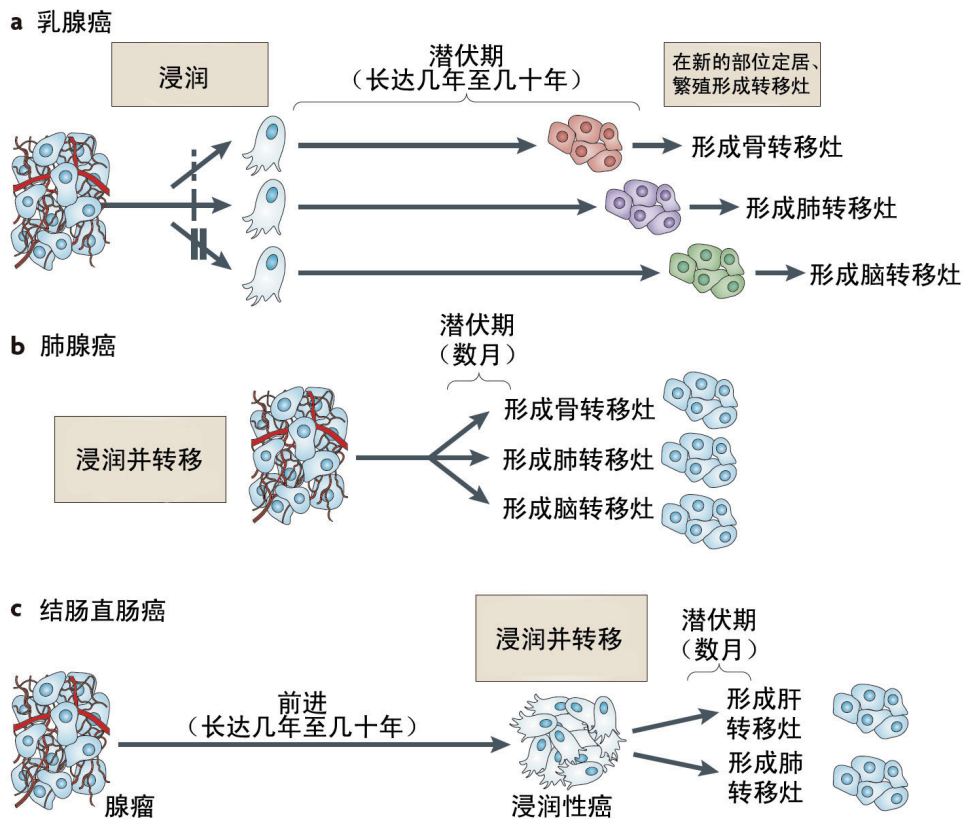 a 乳腺癌
浸润
潜伏期
（长达几年至几十年）
在新的部位定居、
繁殖形成转移灶
形成骨转移灶
形成肺转移灶
形成脑转移灶
b 肺腺癌
潜伏期
（数月）
浸润并转移
形成骨转移灶
形成肺转移灶
形成脑转移灶
c 结肠直肠癌
浸润并转移
潜伏期
（数月）
前进
（长达几年至几十年）
腺瘤
浸润性癌
形成肝
转移灶
形成肺
转移灶